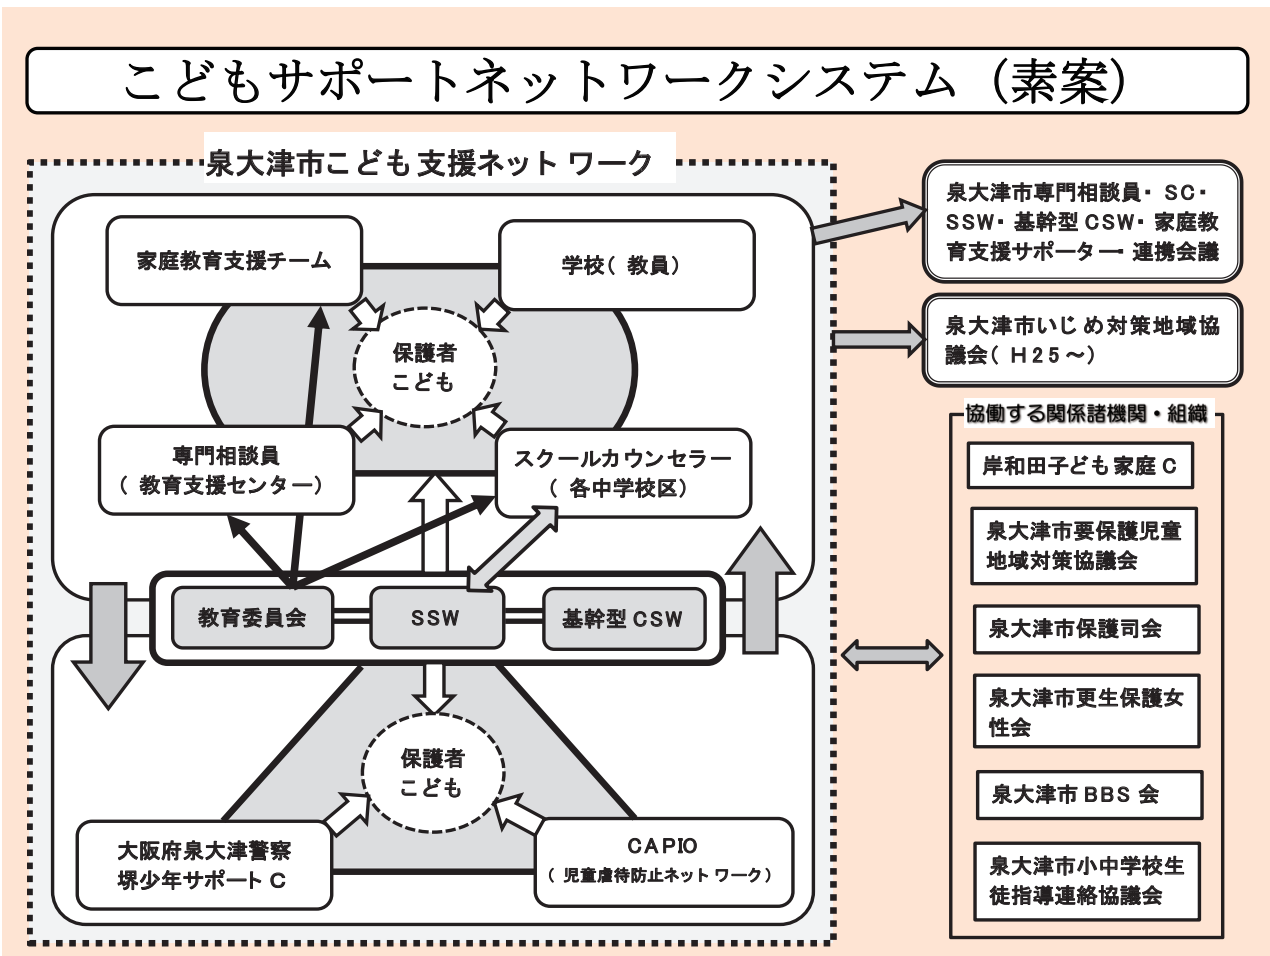 こどもサポートネットワークシステム（素案）
泉大津市こども支援ネットワーク
家庭教育支援チーム
学校（教員）
保護者
こども
専門相談員
（教育支援センター）
スクールカウンセラー
（各中学校区）
教育委員会
SSW
基幹型CSW
保護者
こども
大阪府泉大津警察
堺少年サポートC
CAPIO
（児童虐待防止ネットワーク）
泉大津市専門相談員・SC・
SSW・基幹型CSW・家庭教
育支援サポーター・連携会議
泉大津市いじめ対策地域協
議会（H25～）
協働する関係諸機関・組織
岸和田子ども家庭C
泉大津市要保護児童
地域対策協議会
泉大津市保護司会
泉大津市更生保護女
性会
泉大津市BBS会
泉大津市小中学校生
徒指導連絡協議会